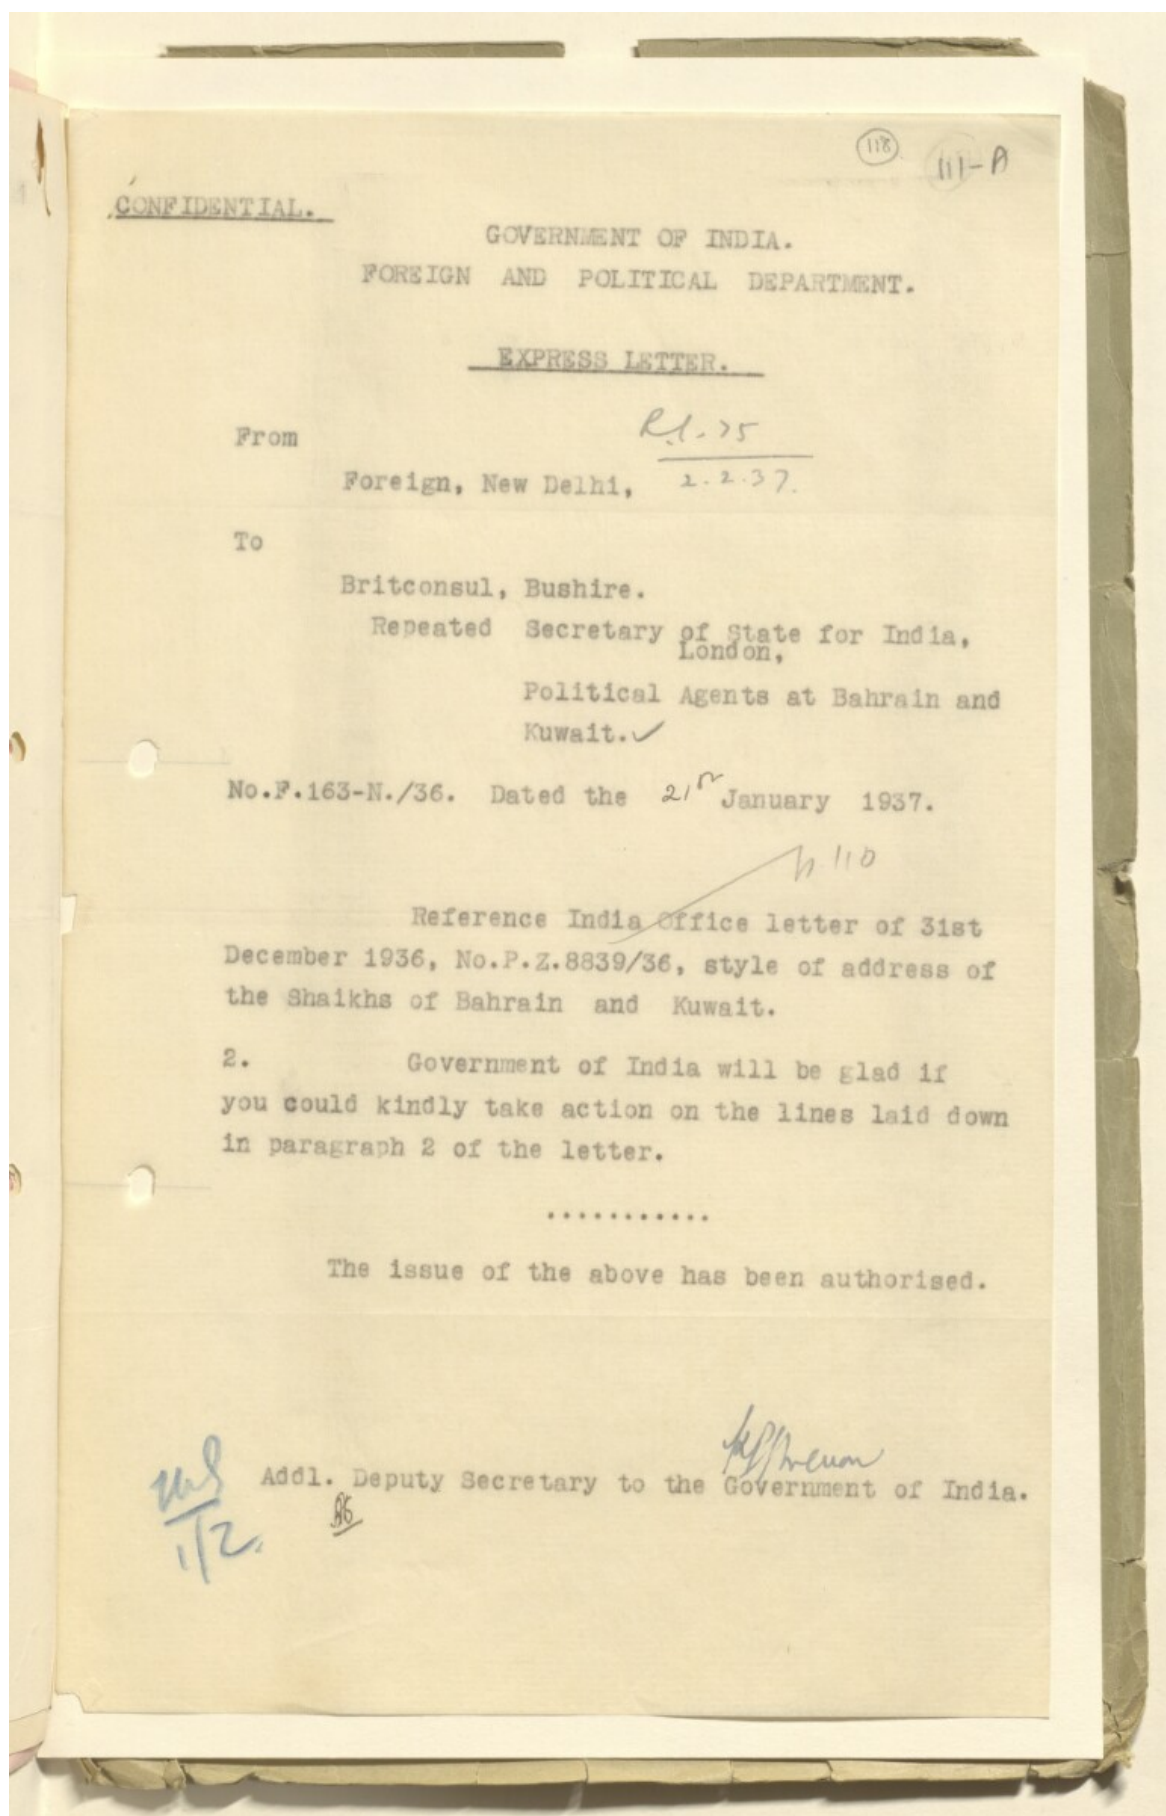 118
111-A
CONFIDENTIAL.
GOVERNMENT OF INDIA.
FOREIGN AND POLITICAL DEPARTMENT.
EXPRESS LETTER.
From
75
Foreign, New Delhi, 2.2.37.
To
Britconsul, Bushire.
Repeated Secretary of State for India,
London,
Political Agents at Bahrain and
Kuwait.✓
No.F.163-N./36. Dated the 21st January 1937.
p.110
Reference India Office letter of 31st
December 1936, No.P.Z.8839/36, style of address of
the Shaikhs of Bahrain and Kuwait.
2. Government of India will be glad if
you could kindly take action on the lines laid down
in paragraph 2 of the letter.
...........
The issue of the above has been authorised.
Addl. Deputy Secretary to the Government of India.
1/2.